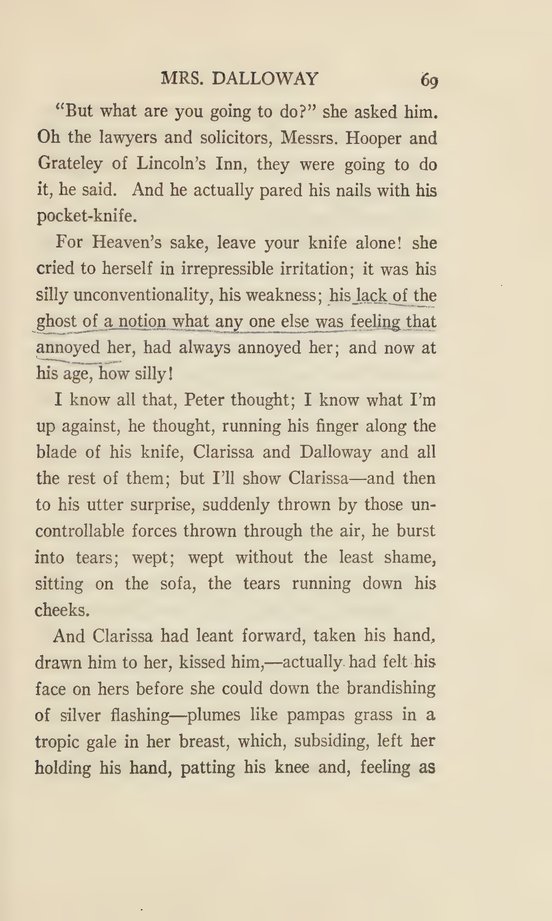 MRS. DALLOWAY 69
"But what are you going to do?" she asked him.
Oh the lawyers and solicitors, Messrs. Hooper and
Grateley of Lincoln's Inn, they were going to do
it, he said. And he actually pared his nails with his
pocket-knife.
For Heaven's sake, leave your knife alone! she
cried to herself in irrepressible irritation; it was his
silly unconventionality, his weakness; his lack of the
ghost of a notion what any one else was feeling that
annoyed her, had always annoyed her; and now at
his age, how silly!
I know all that, Peter thought; I know what I'm
up against, he thought, running his finger along the
blade of his knife, Clarissa and Dalloway and all
the rest of them; but I'll show Clarissa—and then
to his utter surprise, suddenly thrown by those un-
controllable forces thrown through the air, he burst
into tears; wept; wept without the least shame,
sitting on the sofa, the tears running down his
cheeks.
And Clarissa had leant forward, taken his hand,
drawn him to her, kissed him,—actually had felt his
face on hers before she could down the brandishing
of silver flashing—plumes like pampas grass in a
tropic gale in her breast, which, subsiding, left her
holding his hand, patting his knee and, feeling as